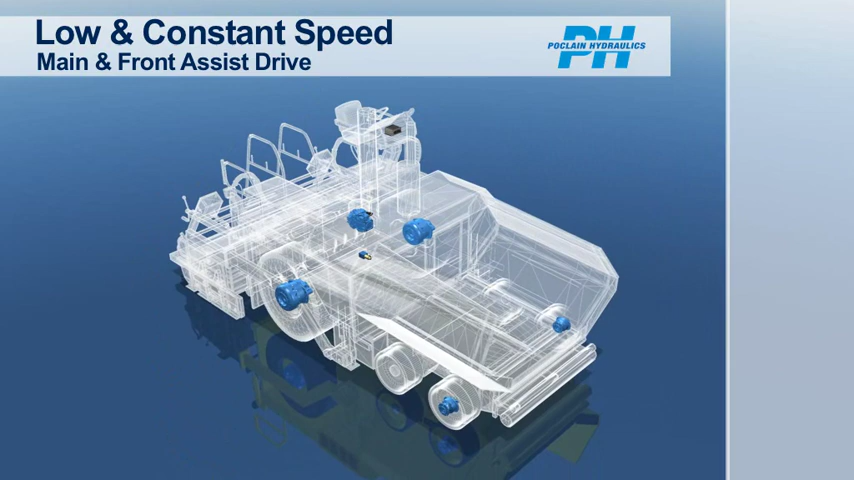 Low & Constant Speed
Main & Front Assist Drive
PH
POCLAIN HYDRAULICS